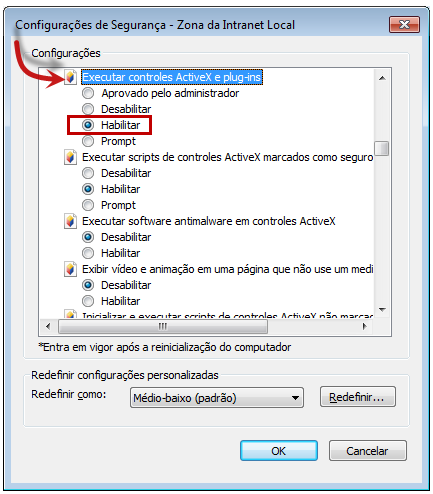 Configurações de Segurança - Zona da Intranet Local
Configurações
Executar controles ActiveX e plug-ins
Aprovado pelo administrador
Desabilitar
Habilitar
Prompt
Executar scripts de controles ActiveX marcados como seguro
Desabilitar
Habilitar
Prompt
Executar software antimalware em controles ActiveX
Desabilitar
Habilitar
Exibir vídeo e animação em uma página que não use um medi
Desabilitar
Habilitar
Inicializar e executar scripts de controles ActiveX não marcado
*Entra em vigor após a reinicialização do computador
Redefinir configurações personalizadas
Redefinir como:
Médio-baixo (padrão)
Redefinir...
OK
Cancelar